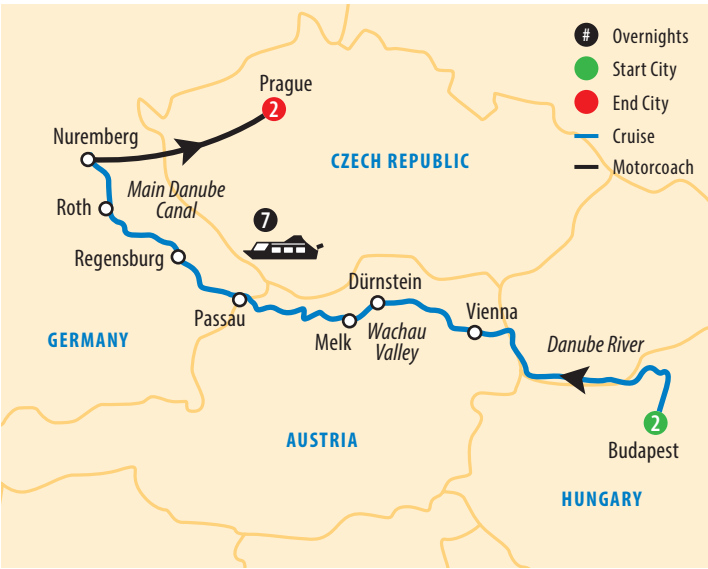 # Overnights
Start City
End City
Cruise
Motorcoach
Prague
2
Nuremberg
CZECH REPUBLIC
Main Danube
Canal
Roth
7
Regensburg
Dürnstein
Passau
Vienna
Melk
Wachau
Valley
GERMANY
Danube River
2
Budapest
AUSTRIA
HUNGARY